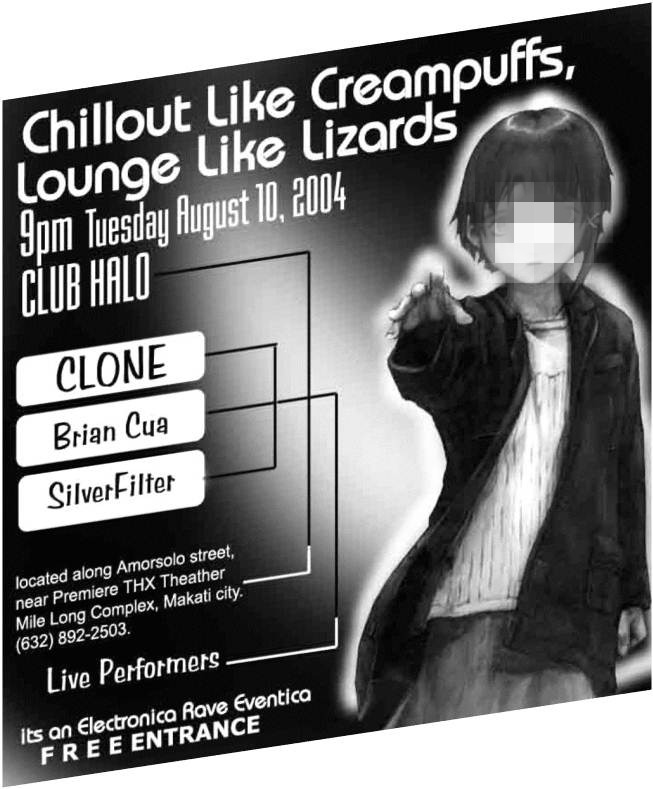 Chillout Like Creampuffs,
Lounge Like Lizards
9pm Tuesday August 10, 2004
CLUB HALO
CLONE
Brian Cua
SilverFilter
located along Amorsolo street,
near Premiere THX Theather
Mile Long Complex, Makati city.
(632) 892-2503.
Live Performers
its an Electronica Rave Eventica
F R E E ENTRANCE